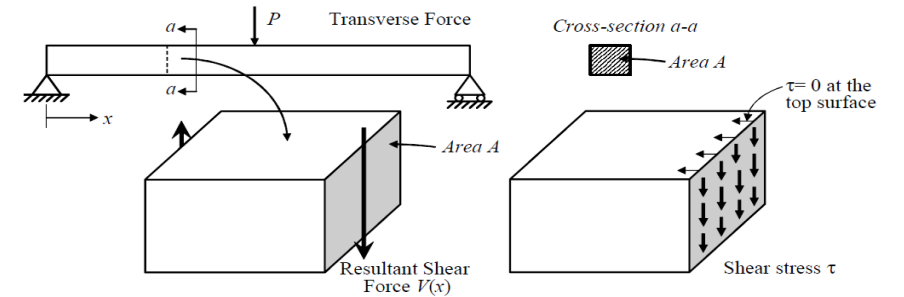 a
P
Transverse Force
a
x
Cross-section a-a
Area A
τ= 0 at the
top surface
Area A
Resultant Shear
Force V(x)
Shear stress τ